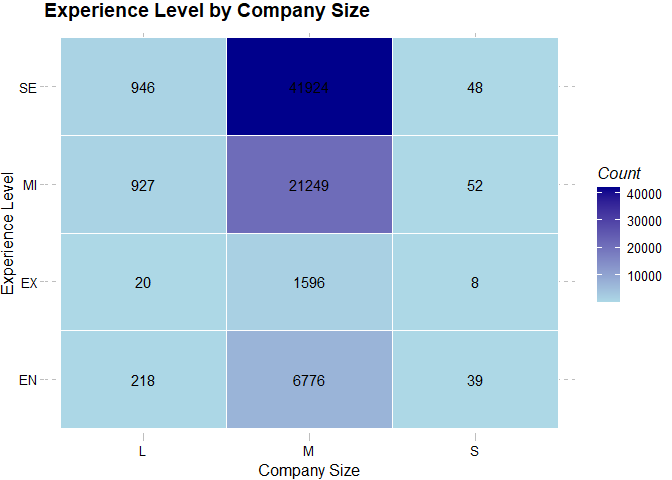 Experience Level by Company Size
Experience Level
SE
946
41924
48
MI
927
21249
52
EX
20
1596
8
EN
218
6776
39
L
M
S
Company Size
Count
40000
30000
20000
10000